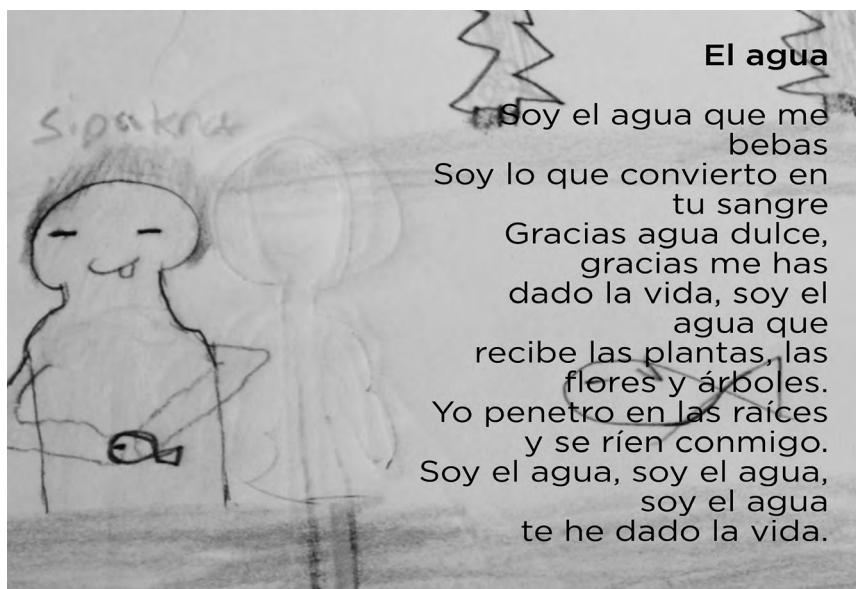 El agua
Sipakna
Soy el agua que me
bebas
Soy lo que convierto en
tu sangre
Gracias agua dulce,
gracias me has
dado la vida, soy el
agua que
recibe las plantas, las
flores y árboles.
Yo penetro en las raíces
y se ríen conmigo.
Soy el agua, soy el agua,
soy el agua
te he dado la vida.